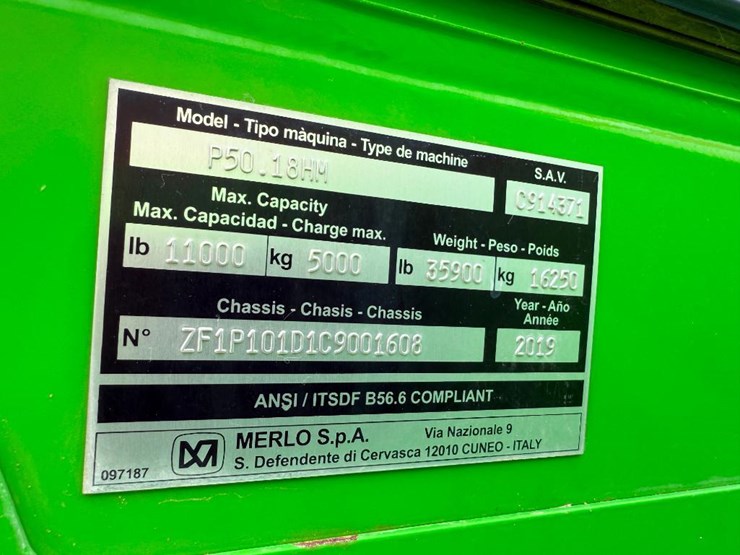 Model - Tipo màquina - Type de machine
P50.18HM
S.A.V.
C914371
Max. Capacity
Max. Capacidad - Charge max.
lb 11000 kg 5000
Weight - Peso - Poids
lb 35900 kg 16250
Chassis - Chasis - Chassis
N° ZF1P101D1C9001608
Year - Año
Année
2019
ANSI / ITSDF B56.6 COMPLIANT
097187
MERLO S.p.A. Via Nazionale 9
S. Defendente di Cervasca 12010 CUNEO - ITALY